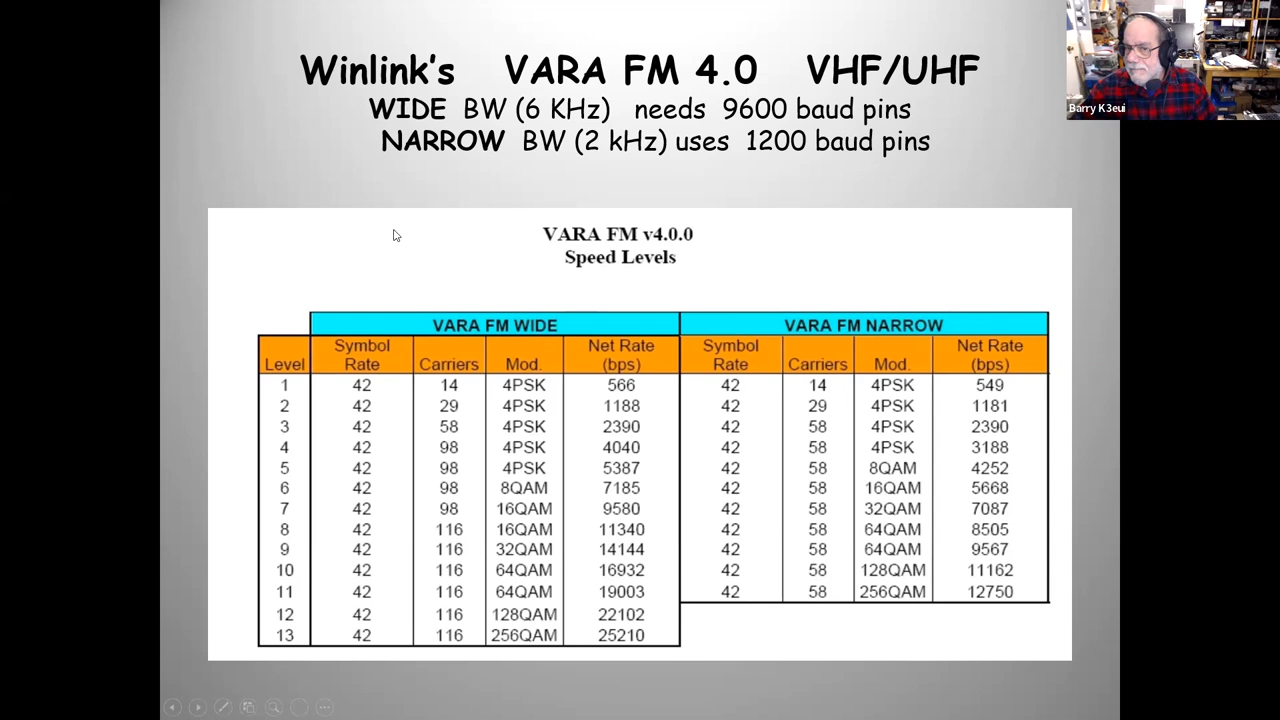 Winlink's VARA FM 4.0 VHF/UHF
WIDE BW (6 KHz) needs 9600 baud pins
NARROW BW (2 kHz) uses 1200 baud pins
Barry K3eui
VARA FM v4.0.0
Speed Levels
VARA FM WIDE VARA FM NARROW
Level Symbol Rate Carriers Mod. Net Rate (bps) Symbol Rate Carriers Mod. Net Rate (bps)
1 42 14 4PSK 566 42 14 4PSK 549
2 42 29 4PSK 1188 42 29 4PSK 1181
3 42 58 4PSK 2390 42 58 4PSK 2390
4 42 98 4PSK 4040 42 58 4PSK 3188
5 42 98 4PSK 5387 42 58 8QAM 4252
6 42 98 8QAM 7185 42 58 16QAM 5668
7 42 98 16QAM 9580 42 58 32QAM 7087
8 42 116 16QAM 11340 42 58 64QAM 8505
9 42 116 32QAM 14144 42 58 64QAM 9567
10 42 116 64QAM 16932 42 58 128QAM 11162
11 42 116 64QAM 19003 42 58 256QAM 12750
12 42 116 128QAM 22102
13 42 116 256QAM 25210